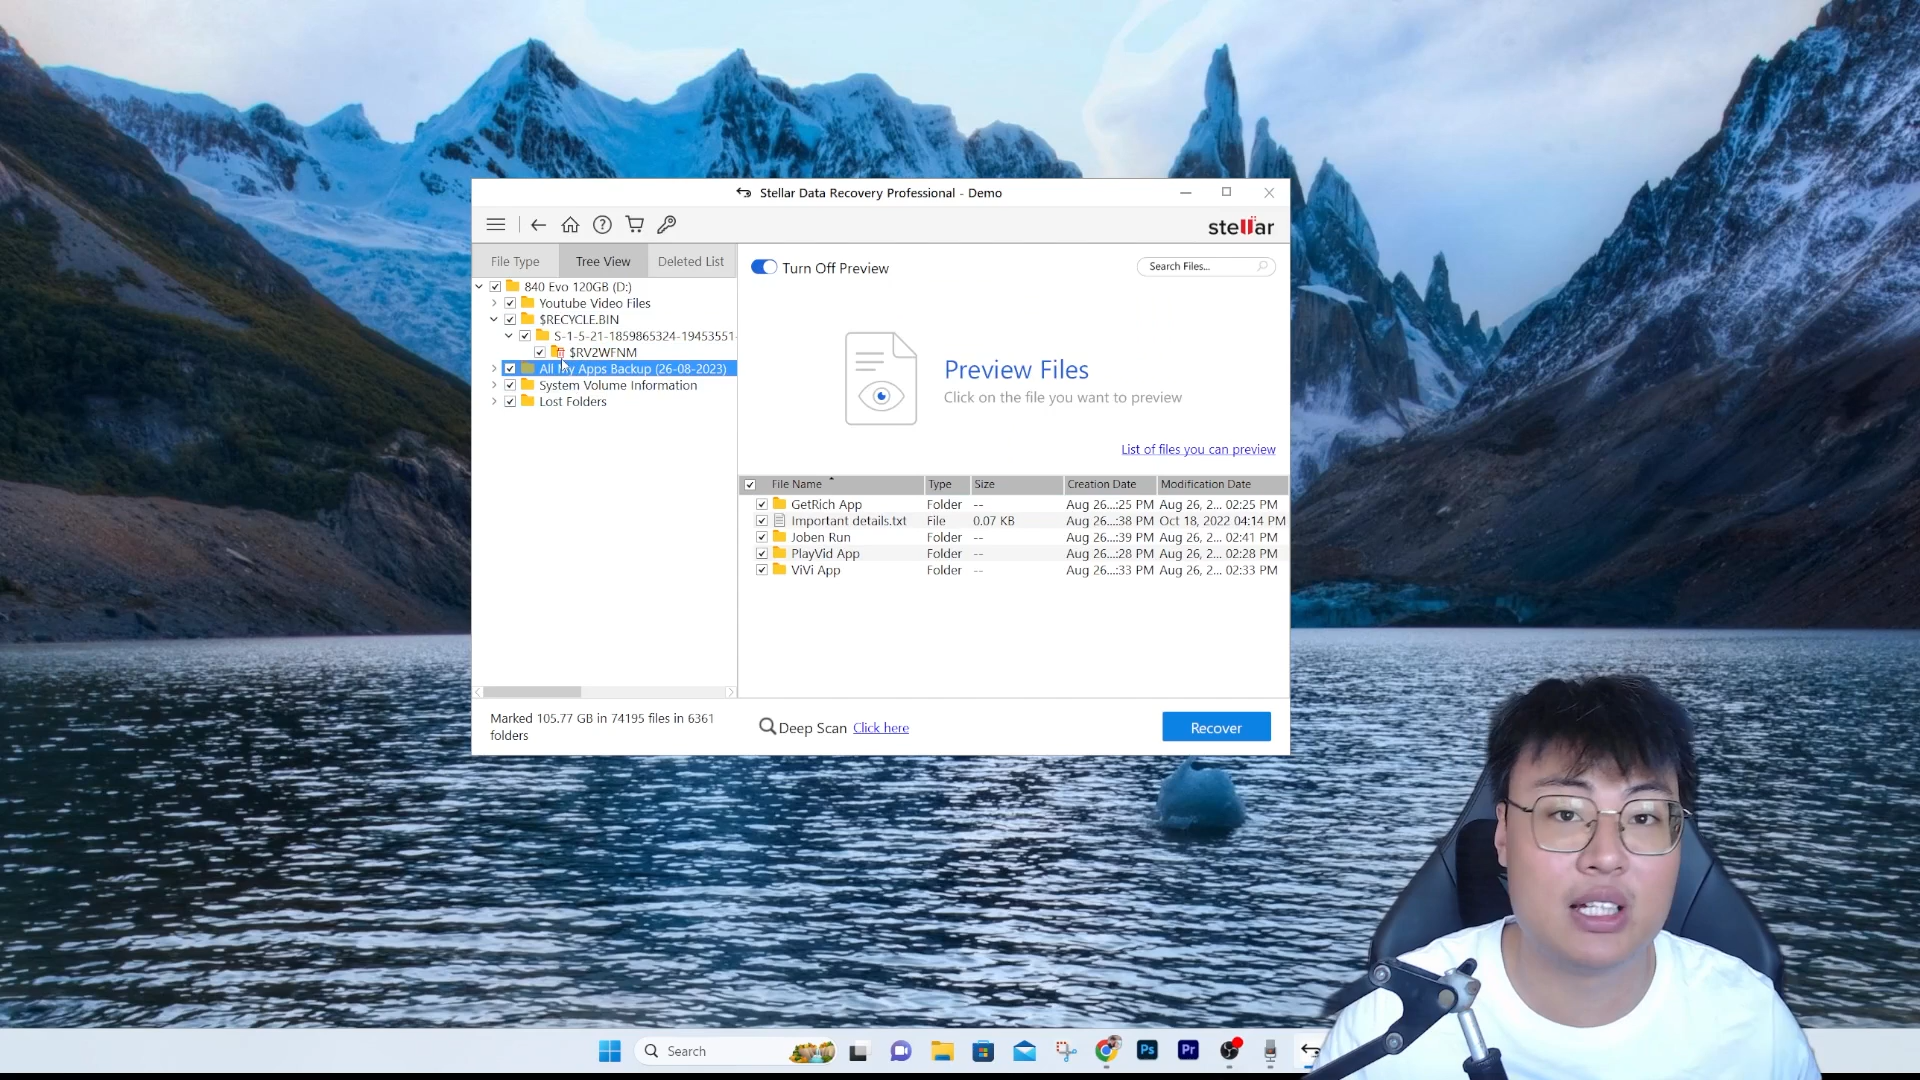 Stellar Data Recovery Professional - Demo
stellar
File Type Tree View Deleted List
Turn Off Preview
Search Files...
840 Evo 120GB (D:)
Youtube Video Files
$RECYCLE.BIN
S-1-5-21-1859865324-19453551-
$RV2WFNM
All My Apps Backup (26-08-2023)
System Volume Information
Lost Folders
Preview Files
Click on the file you want to preview
List of files you can preview
File Name Type Size Creation Date Modification Date
GetRich App Folder -- Aug 26...:25 PM Aug 26, 2... 02:25 PM
Important details.txt File 0.07 KB Aug 26...:38 PM Oct 18, 2022 04:14 PM
Joben Run Folder -- Aug 26...:39 PM Aug 26, 2... 02:41 PM
PlayVid App Folder -- Aug 26...:28 PM Aug 26, 2... 02:28 PM
ViVi App Folder -- Aug 26...:33 PM Aug 26, 2... 02:33 PM
Marked 105.77 GB in 74195 files in 6361
folders
Deep Scan Click here
Recover
Search
Ps
Pr